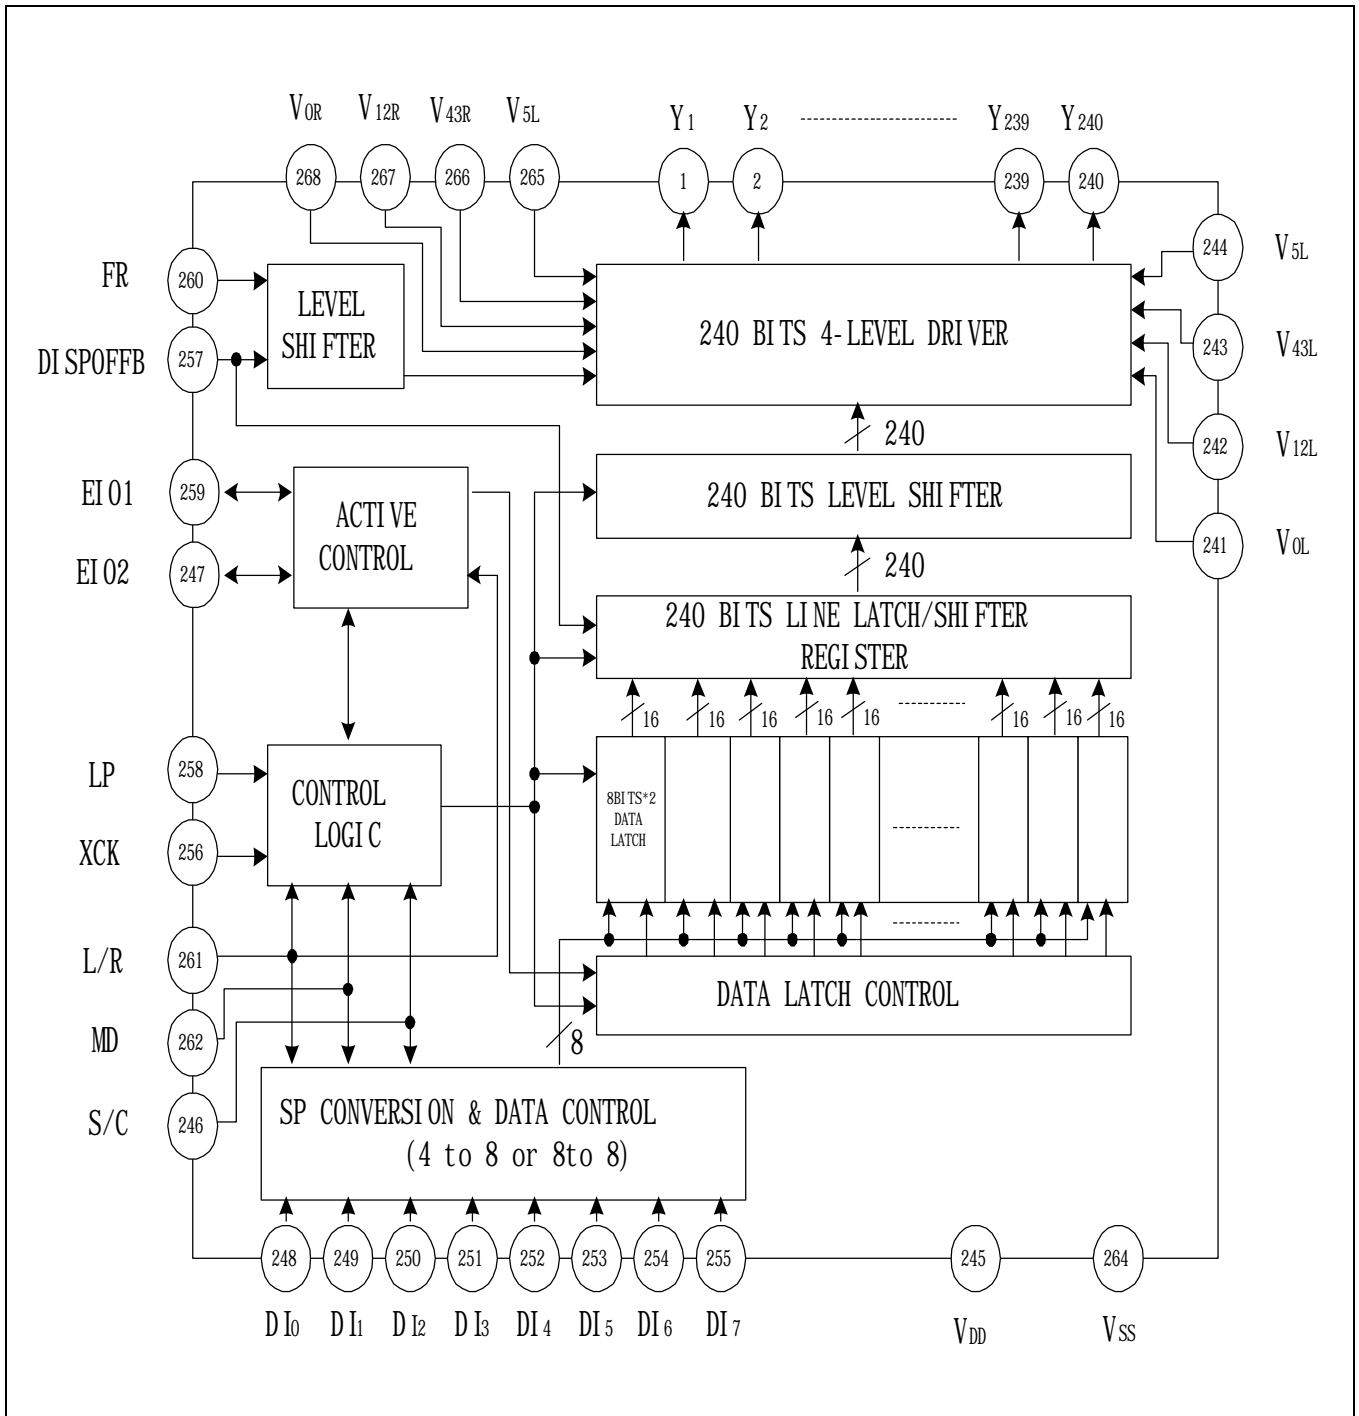 V0R V12R V43R V5L Y1 Y2 Y239 Y240
268 267 266 265 1 2 239 240
244 V5L
FR 260
LEVEL
SHIFTER
240 BITS 4-LEVEL DRIVER
243 V43L
DISPOFFB 257
240
242 V12L
EIO1 259
ACTIVE
CONTROL
240 BITS LEVEL SHIFTER
241 V0L
EIO2 247
240
240 BITS LINE LATCH/SHIFTER
REGISTER
16 16 16 16 16 16 16 16
LP 258
CONTROL
LOGIC
8BITS*2
DATA
LATCH
XCK 256
L/R 261
DATA LATCH CONTROL
MD 262
8
S/C 246
SP CONVERSION & DATA CONTROL
(4 to 8 or 8to 8)
248 249 250 251 252 253 254 255 245 264
DI0 DI1 DI2 DI3 DI4 DI5 DI6 DI7 VDD VSS